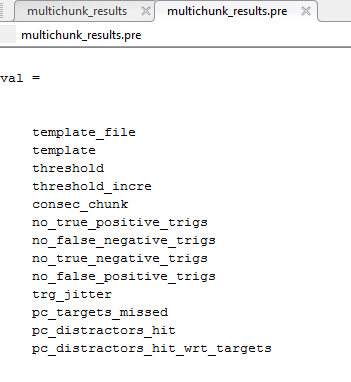 multichunk_results multichunk_results.pre
multichunk_results.pre
val =
template_file
template
threshold
threshold_incre
consec_chunk
no_true_positive_trigs
no_false_negative_trigs
no_true_negative_trigs
no_false_positive_trigs
trg_jitter
pc_targets_missed
pc_distractors_hit
pc_distractors_hit_wrt_targets